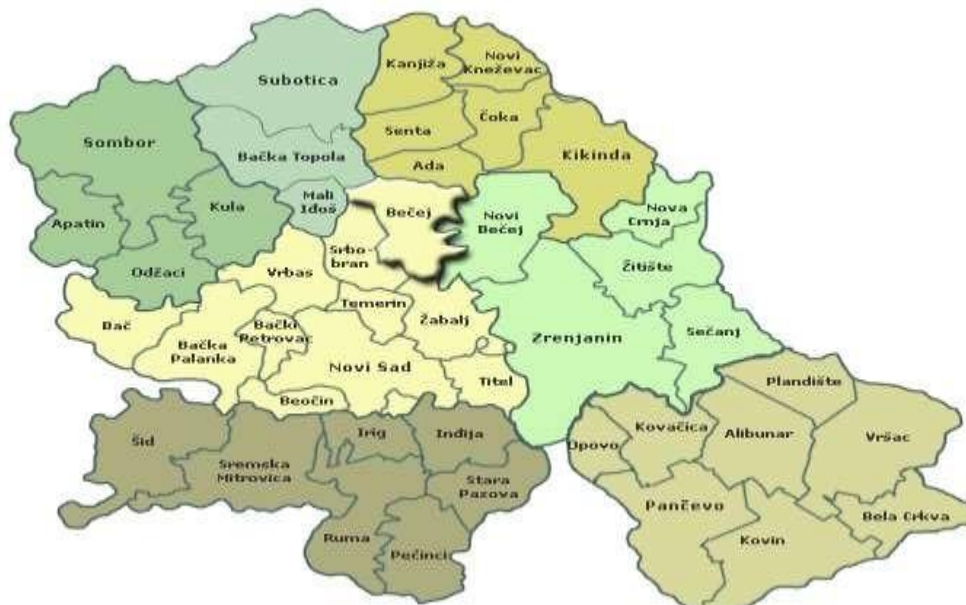 Kanjiža
Novi
Kneževac
Subotica
Čoka
Senta
Sombor
Bačka Topola
Ada
Kikinda
Mali
Iđoš
Kula
Bečej
Novi
Bečej
Nova
Crnja
Apatin
Srbo-
bran
Odžaci
Vrbas
Žitište
Temerin
Žabalj
Bač
Bački
Petrovac
Bačka
Palanka
Zrenjanin
Sečanj
Novi Sad
Titel
Beočin
Plandište
Šid
Irig
Inđija
Opovo
Kovačica
Alibunar
Vršac
Sremska
Mitrovica
Stara
Pazova
Pančevo
Bela Crkva
Ruma
Pećinci
Kovin